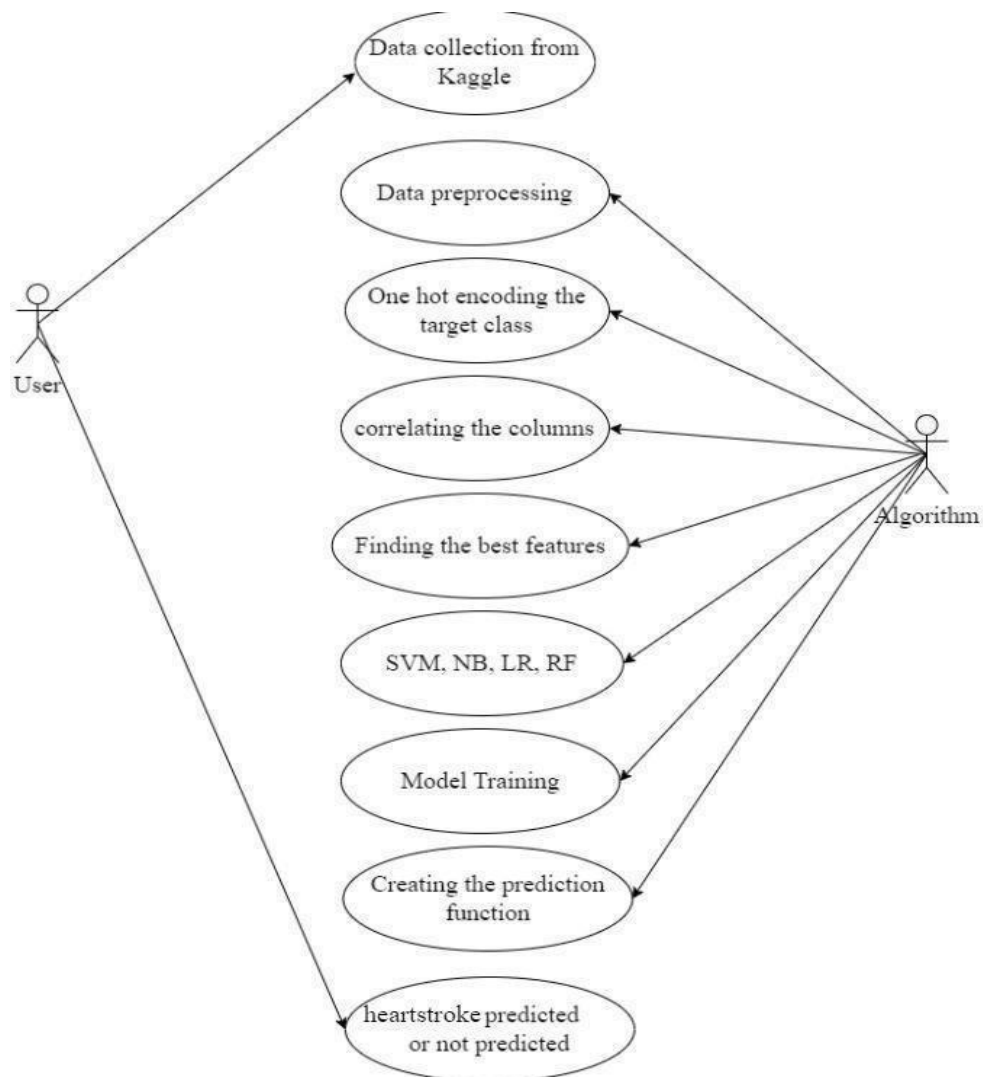 Data collection from
Kaggle
Data preprocessing
One hot encoding the
target class
User
correlating the columns
Algorithm
Finding the best features
SVM, NB, LR, RF
Model Training
Creating the prediction
function
heartstroke predicted
or not predicted